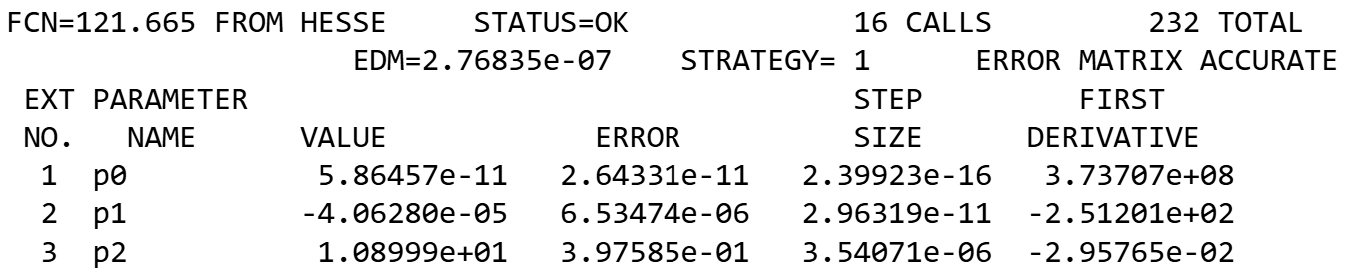 FCN=121.665 FROM HESSE     STATUS=OK             16 CALLS         232 TOTAL
                    EDM=2.76835e-07    STRATEGY= 1      ERROR MATRIX ACCURATE
 EXT PARAMETER                                   STEP         FIRST
 NO.   NAME      VALUE            ERROR          SIZE      DERIVATIVE
  1  p0           5.86457e-11   2.64331e-11   2.39923e-16   3.73707e+08
  2  p1          -4.06280e-05   6.53474e-06   2.96319e-11  -2.51201e+02
  3  p2           1.08999e+01   3.97585e-01   3.54071e-06  -2.95765e-02